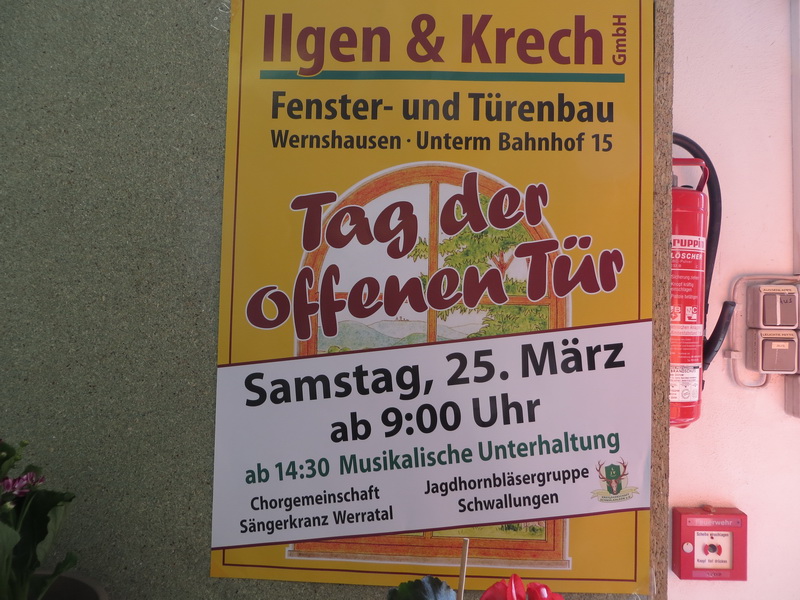 Ilgen & Krech GmbH
Fenster- und Türenbau
Wernshausen · Unterm Bahnhof 15
Tag der
offenen Tür
Samstag, 25. März
ab 9:00 Uhr
ab 14:30 Musikalische Unterhaltung
Chorgemeinschaft
Sängerkranz Werratal
Jagdhornbläsergruppe
Schwallungen
LÖSCHER
Feuerwehr